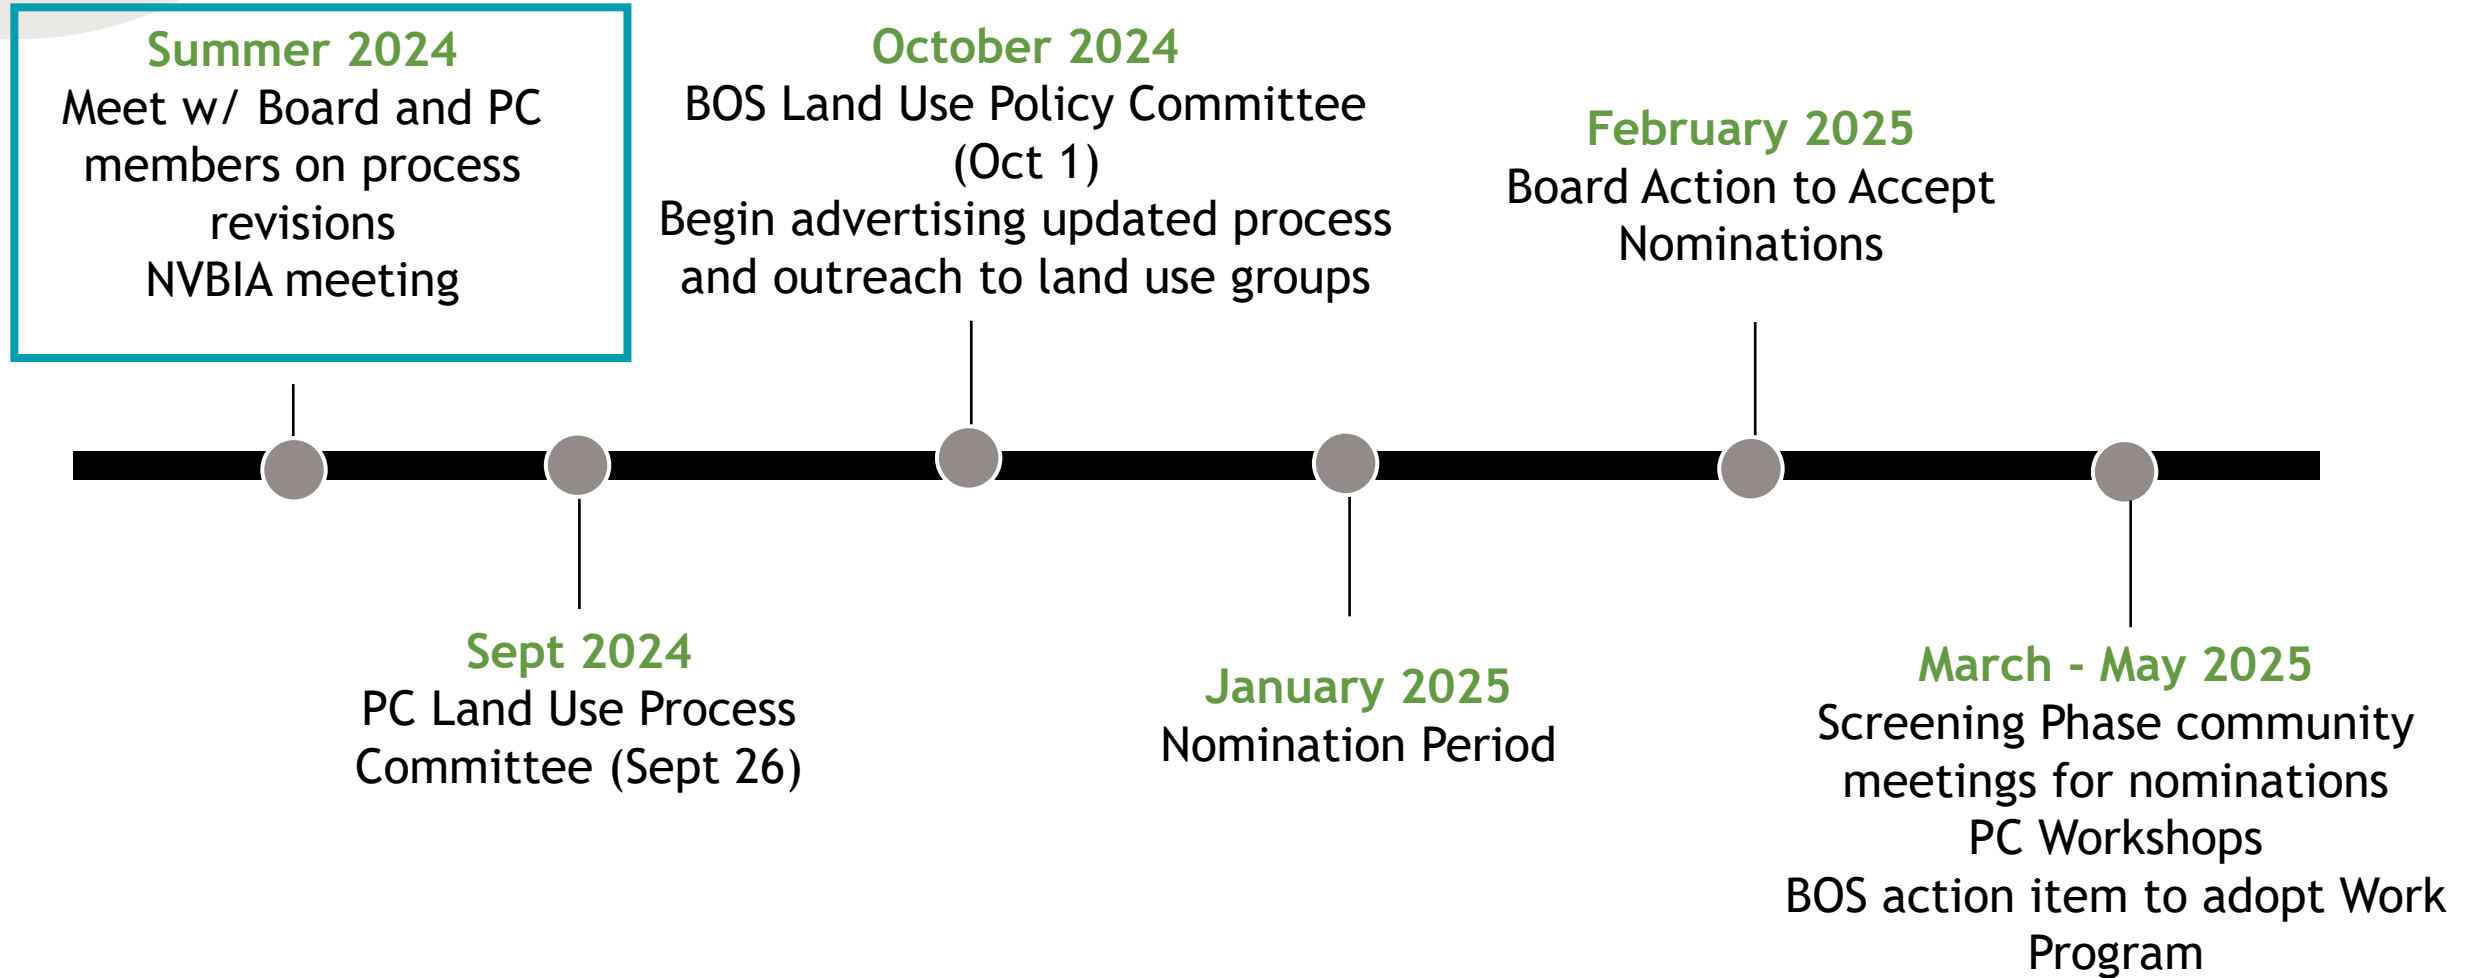 Summer 2024
Meet w/ Board and PC
members on process
revisions
NVBIA meeting
Sept 2024
PC Land Use Process
Committee (Sept 26)
October 2024
BOS Land Use Policy Committee
(Oct 1)
Begin advertising updated process
and outreach to land use groups
January 2025
Nomination Period
February 2025
Board Action to Accept
Nominations
March - May 2025
Screening Phase community
meetings for nominations
PC Workshops
BOS action item to adopt Work
Program